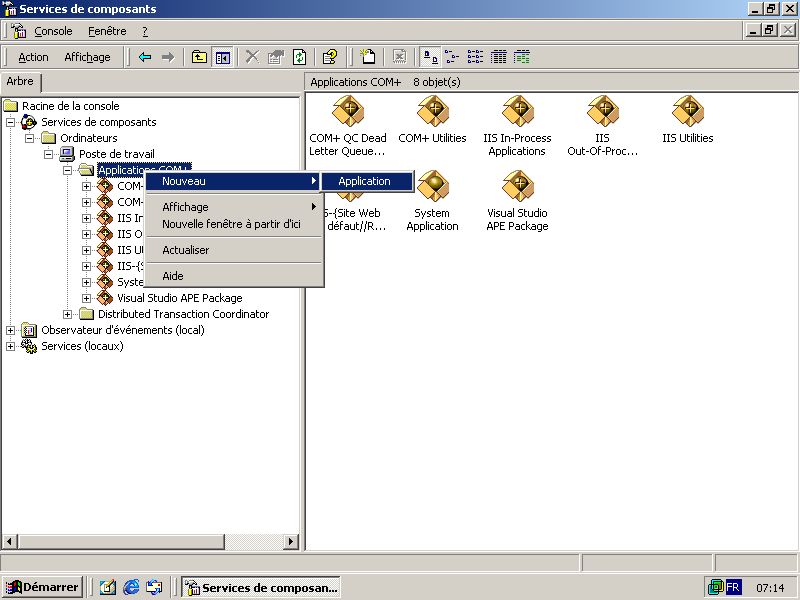 Services de composants
Console Fenêtre ?
Action Affichage
Arbre
Applications COM+ 8 objet(s)
Racine de la console
Services de composants
Ordinateurs
Poste de travail
Applications COM+
COM-
COM-
IIS In
IIS O
IIS Ut
IIS-{S
Syste
Visual Studio APE Package
Distributed Transaction Coordinator
Observateur d'événements (local)
Services (locaux)
Nouveau
Affichage
Nouvelle fenêtre à partir d'ici
Actualiser
Aide
Application
COM+ QC Dead
Letter Queue...
COM+ Utilities
IIS In-Process
Applications
IIS
Out-Of-Proc...
IIS Utilities
S-{Site Web
défaut//R...
System
Application
Visual Studio
APE Package
Démarrer
Services de composan...
FR
07:14